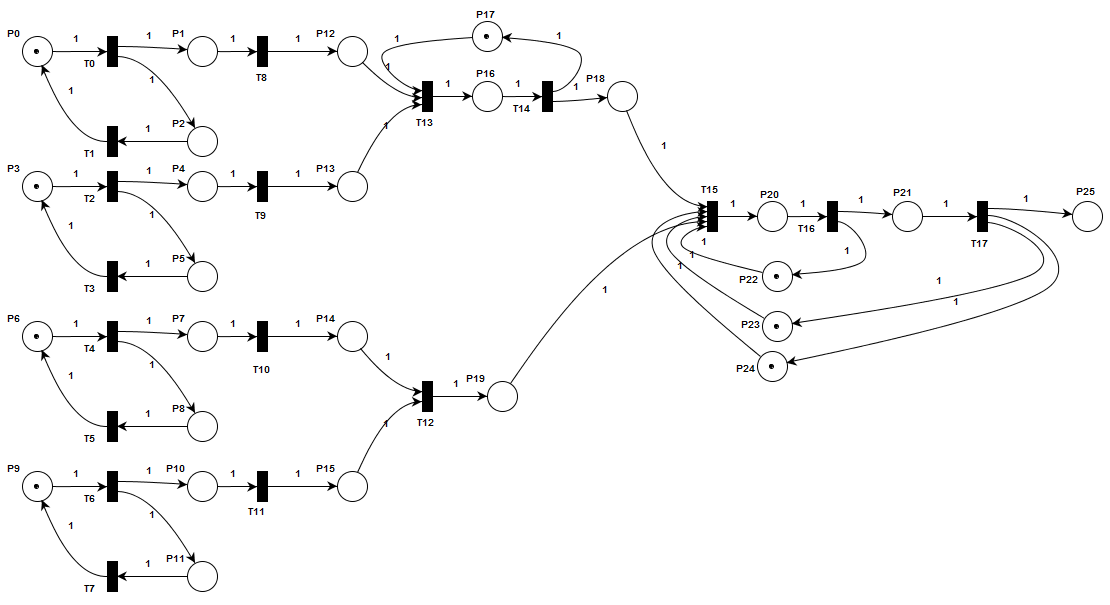 P17
P0 1 1 P1 1 1 P12 1 1
T0 T8 1 1 P16 1 1 P18
1 1 T13 T14
P2
T1 1
P3 1 1 P4 1 1 P13 1 1
T2 T9 T15 P20 P21 P25
1 1 1 1 1 1 1
T16 T17
P5 1 1
T3 1 1 1 P22
P6 1 1 P7 1 1 P14 1 1 1
T4 T10 P23
1 1 1 P24
P8 1 P19
T5 1 T12
P9 1 1 P10 1 1 P15 1
T6 T11
1 1
P11
T7 1